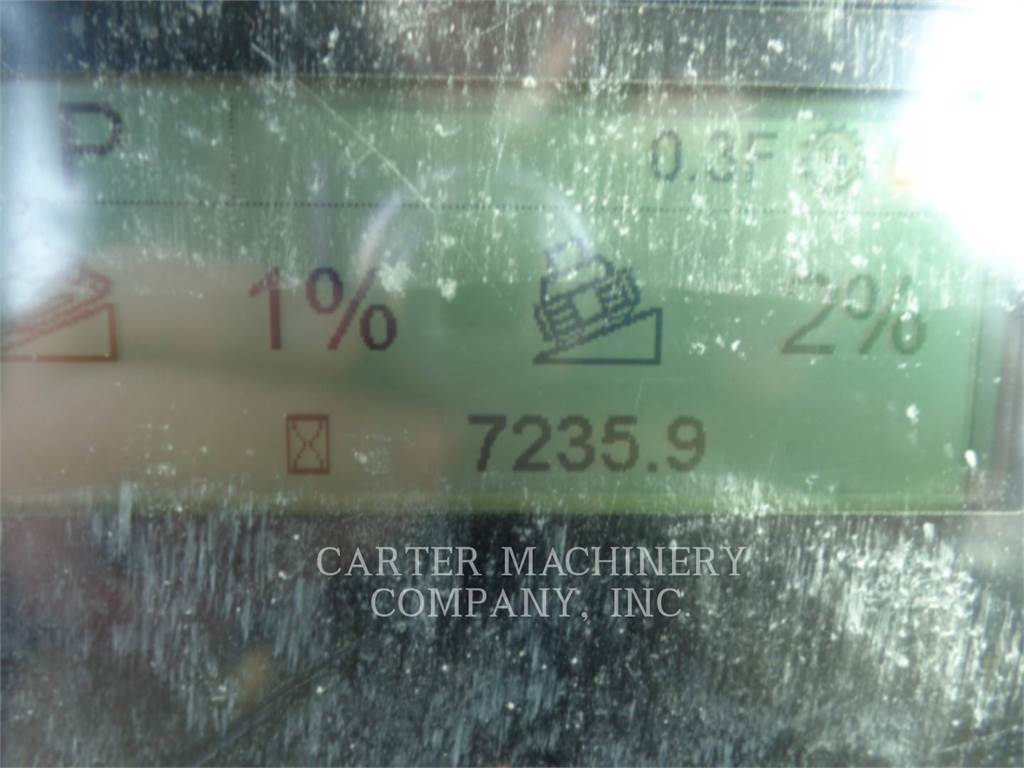 P 0.3F
1% 2%
7235.9
CARTER MACHINERY
COMPANY, INC.